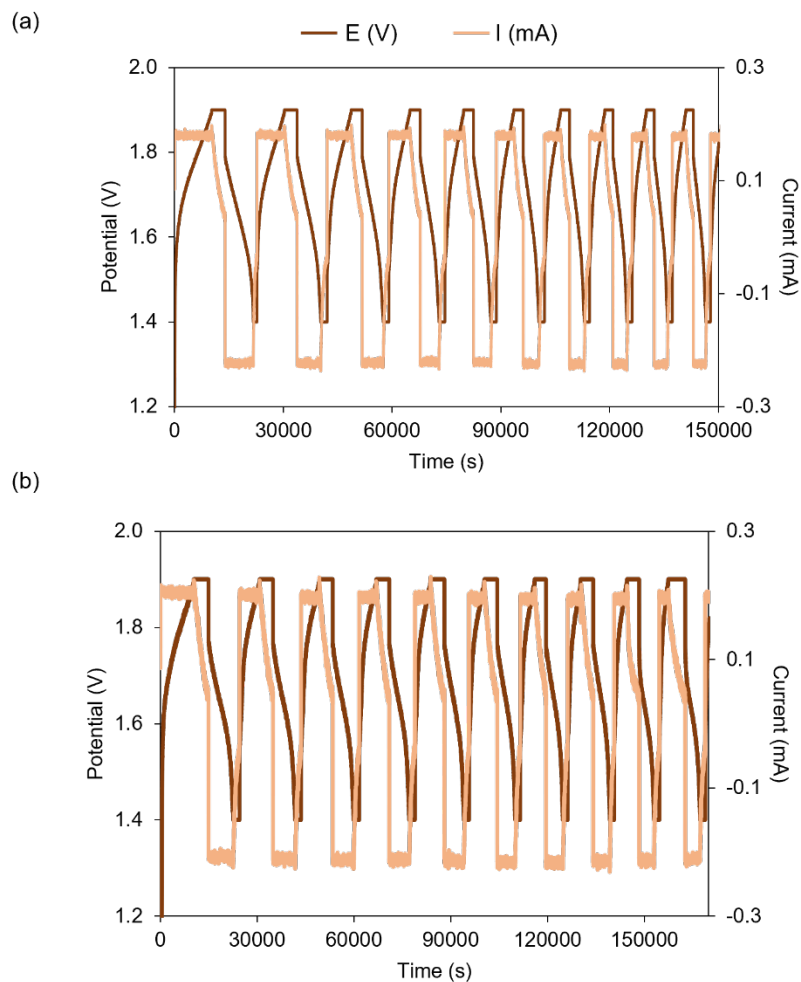 (a)
E (V) I (mA)
2.0 0.3
1.8
0.1
Potential (V) Current (mA)
1.6
-0.1
1.4
1.2 -0.3
0 30000 60000 90000 120000 150000
Time (s)
(b)
2.0 0.3
1.8
0.1
Potential (V) Current (mA)
1.6
-0.1
1.4
1.2 -0.3
0 30000 60000 90000 120000 150000
Time (s)